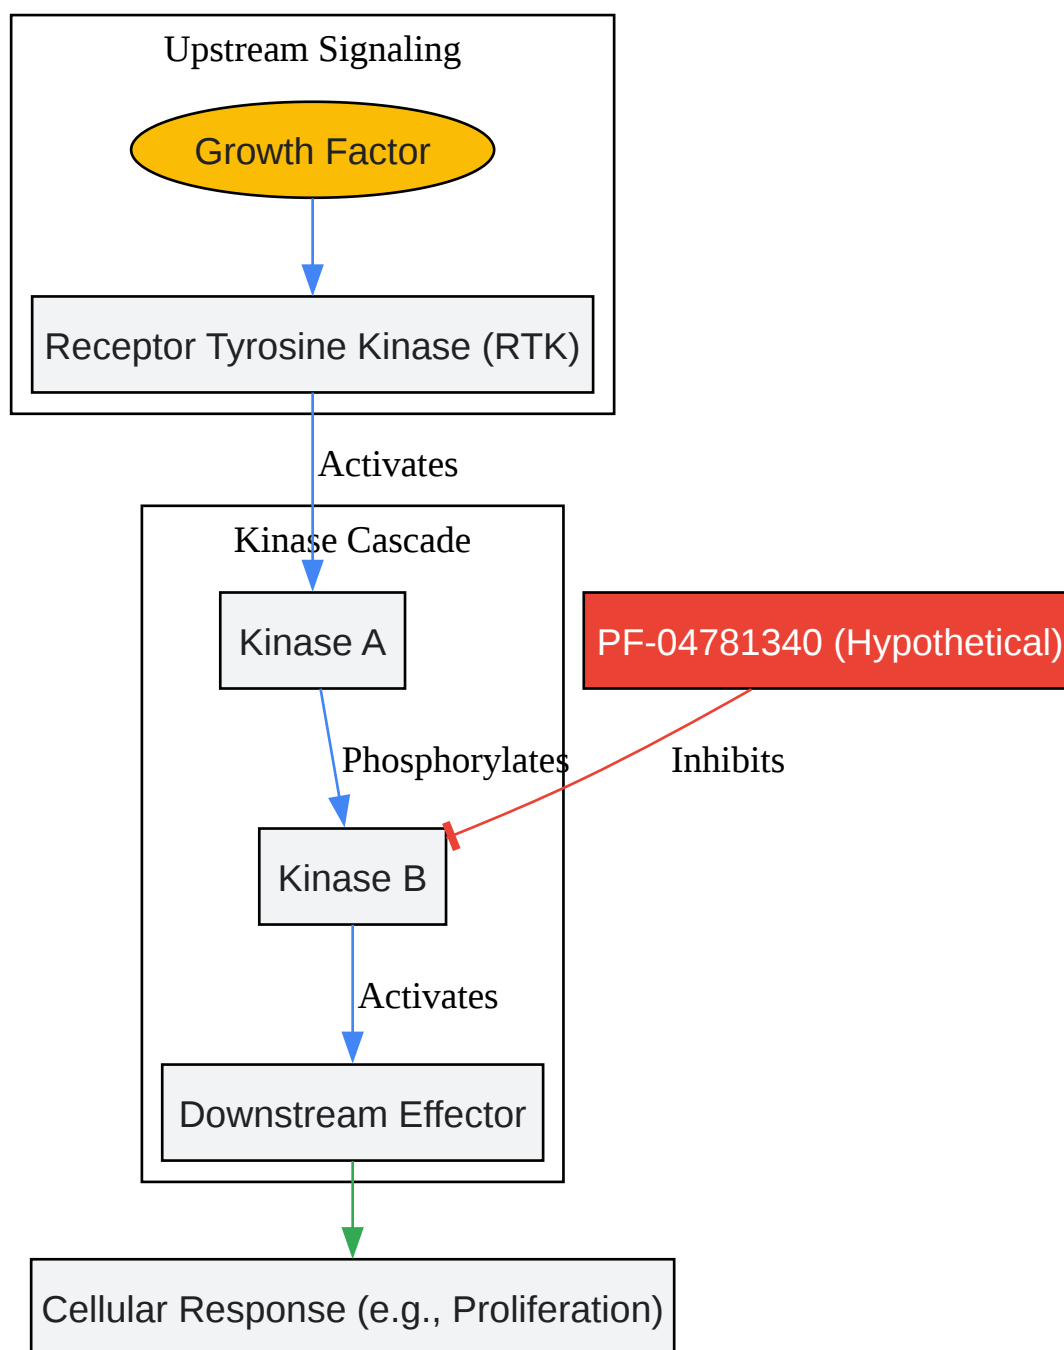 Upstream Signaling
Growth Factor
Receptor Tyrosine Kinase (RTK)
Activates
Kinase Cascade
Kinase A
PF-04781340 (Hypothetical)
Phosphorylates
Inhibits
Kinase B
Activates
Downstream Effector
Cellular Response (e.g., Proliferation)